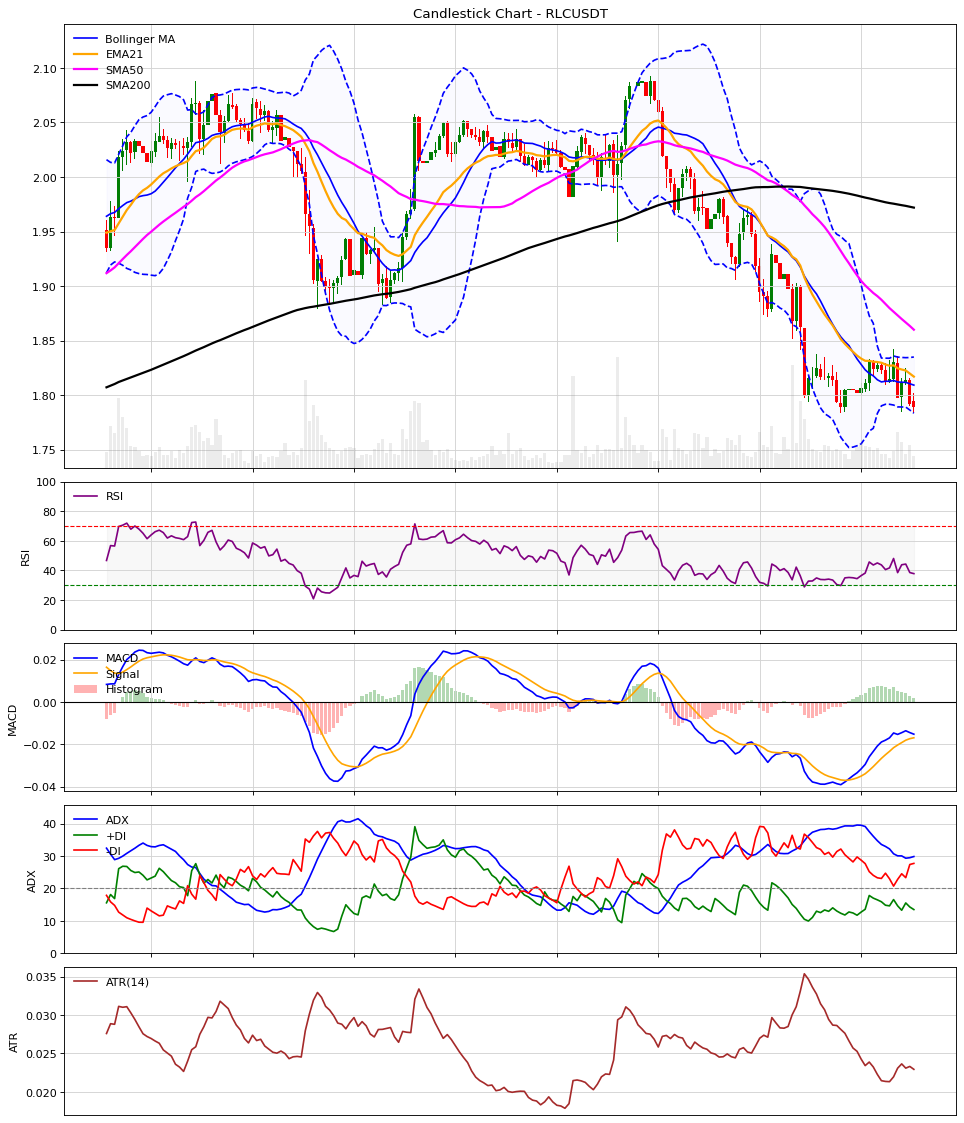 Candlestick Chart - RLCUSDT
Bollinger MA
EMA21
SMA50
SMA200
2.10
2.05
2.00
1.95
1.90
1.85
1.80
1.75
RSI
100
80
60
40
20
0
RSI
MACD
Signal
Histogram
0.02
0.00
−0.02
−0.04
MACD
ADX
+DI
-DI
40
30
20
10
0
ADX
ATR(14)
0.035
0.030
0.025
0.020
ATR